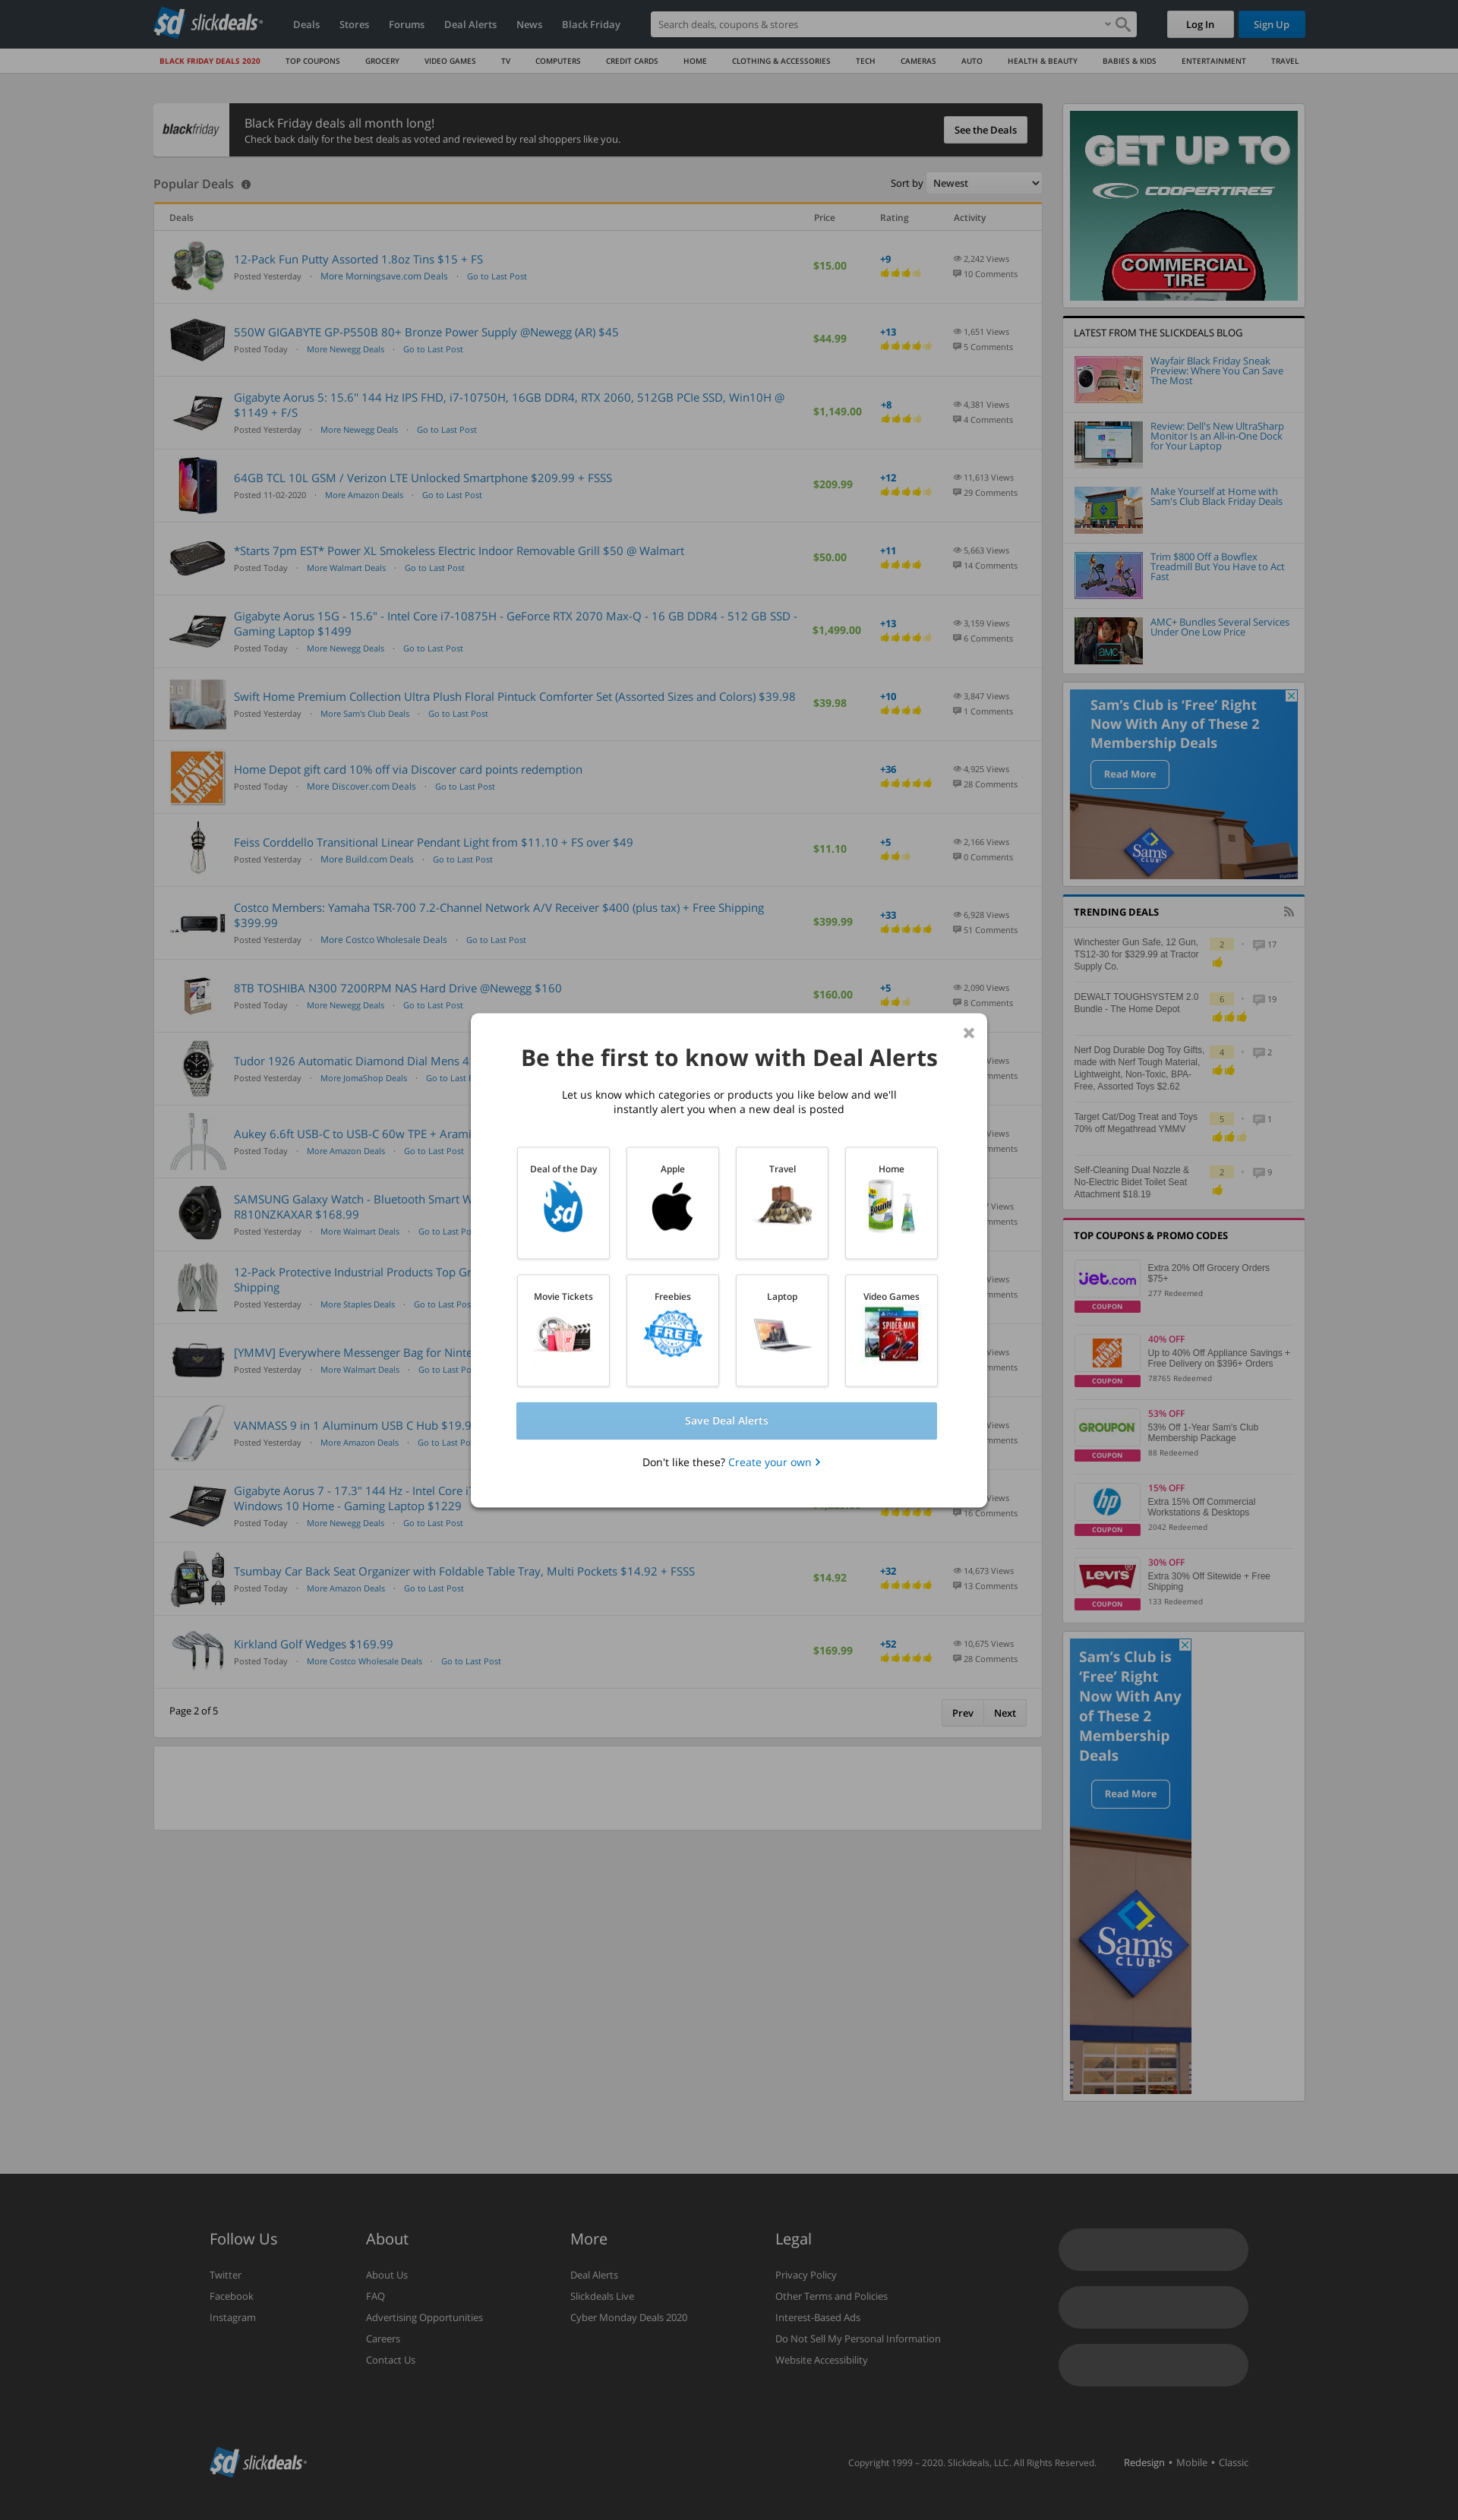 slickdeals
Deals
Stores
Forums
Deal Alerts
News
Black Friday
Search deals, coupons & stores
Log In
Sign Up
BLACK FRIDAY DEALS 2020
TOP COUPONS
GROCERY
VIDEO GAMES
TV
COMPUTERS
CREDIT CARDS
HOME
CLOTHING & ACCESSORIES
TECH
CAMERAS
AUTO
HEALTH & BEAUTY
BABIES & KIDS
ENTERTAINMENT
TRAVEL
blackfriday
Black Friday deals all month long!
Check back daily for the best deals as voted and reviewed by real shoppers like you.
See the Deals
Popular Deals
Sort by Newest
Deals Price Rating Activity
12-Pack Fun Putty Assorted 1.8oz Tins $15 + FS
Posted Yesterday · More Morningsave.com Deals · Go to Last Post
$15.00
+9
2,242 Views
10 Comments
550W GIGABYTE GP-P550B 80+ Bronze Power Supply @Newegg (AR) $45
Posted Today · More Newegg Deals · Go to Last Post
$44.99
+13
1,651 Views
5 Comments
Gigabyte Aorus 5: 15.6" 144 Hz IPS FHD, i7-10750H, 16GB DDR4, RTX 2060, 512GB PCIe SSD, Win10H @
$1149 + F/S
Posted Yesterday · More Newegg Deals · Go to Last Post
$1,149.00
+8
4,381 Views
4 Comments
64GB TCL 10L GSM / Verizon LTE Unlocked Smartphone $209.99 + FSSS
Posted 11-02-2020 · More Amazon Deals · Go to Last Post
$209.99
+12
11,613 Views
29 Comments
*Starts 7pm EST* Power XL Smokeless Electric Indoor Removable Grill $50 @ Walmart
Posted Today · More Walmart Deals · Go to Last Post
$50.00
+11
5,663 Views
14 Comments
Gigabyte Aorus 15G - 15.6" - Intel Core i7-10875H - GeForce RTX 2070 Max-Q - 16 GB DDR4 - 512 GB SSD -
Gaming Laptop $1499
Posted Today · More Newegg Deals · Go to Last Post
$1,499.00
+13
3,159 Views
6 Comments
Swift Home Premium Collection Ultra Plush Floral Pintuck Comforter Set (Assorted Sizes and Colors) $39.98
Posted Yesterday · More Sam's Club Deals · Go to Last Post
$39.98
+10
3,847 Views
1 Comments
THE HOME DEPOT
Home Depot gift card 10% off via Discover card points redemption
Posted Today · More Discover.com Deals · Go to Last Post
+36
4,925 Views
28 Comments
Feiss Corddello Transitional Linear Pendant Light from $11.10 + FS over $49
Posted Yesterday · More Build.com Deals · Go to Last Post
$11.10
+5
2,166 Views
0 Comments
Costco Members: Yamaha TSR-700 7.2-Channel Network A/V Receiver $400 (plus tax) + Free Shipping
$399.99
Posted Yesterday · More Costco Wholesale Deals · Go to Last Post
$399.99
+33
6,928 Views
51 Comments
8TB TOSHIBA N300 7200RPM NAS Hard Drive @Newegg $160
Posted Today · More Newegg Deals · Go to Last Post
$160.00
+5
2,090 Views
8 Comments
Tudor 1926 Automatic Diamond Dial Mens 4
Posted Yesterday · More JomaShop Deals · Go to Last
Views
mments
Aukey 6.6ft USB-C to USB-C 60w TPE + Arami
Posted Today · More Amazon Deals · Go to Last Post
Views
mments
SAMSUNG Galaxy Watch - Bluetooth Smart W
R810NZKAXAR $168.99
Posted Yesterday · More Walmart Deals · Go to Last Po
Views
mments
12-Pack Protective Industrial Products Top Gr
Shipping
Posted Yesterday · More Staples Deals · Go to Last Pos
Views
mments
[YMMV] Everywhere Messenger Bag for Ninte
Posted Yesterday · More Walmart Deals · Go to Last Po
Views
mments
VANMASS 9 in 1 Aluminum USB C Hub $19.9
Posted Yesterday · More Amazon Deals · Go to Last Po
Views
mments
Gigabyte Aorus 7 - 17.3" 144 Hz - Intel Core i7
Windows 10 Home - Gaming Laptop $1229
Posted Today · More Newegg Deals · Go to Last Post
Views
16 Comments
Tsumbay Car Back Seat Organizer with Foldable Table Tray, Multi Pockets $14.92 + FSSS
Posted Today · More Amazon Deals · Go to Last Post
$14.92
+32
14,673 Views
13 Comments
Kirkland Golf Wedges $169.99
Posted Today · More Costco Wholesale Deals · Go to Last Post
$169.99
+52
10,675 Views
28 Comments
Page 2 of 5
Prev
Next
Be the first to know with Deal Alerts
Let us know which categories or products you like below and we'll
instantly alert you when a new deal is posted
Deal of the Day
Apple
Travel
Home
Bounty
Movie Tickets
Freebies
100% FREE
FREE
Laptop
Video Games
SPIDER-MAN
Save Deal Alerts
Don't like these? Create your own
GET UP TO
COOPERTIRES
COMMERCIAL
TIRE
LATEST FROM THE SLICKDEALS BLOG
Wayfair Black Friday Sneak
Preview: Where You Can Save
The Most
Review: Dell's New UltraSharp
Monitor Is an All-in-One Dock
for Your Laptop
Make Yourself at Home with
Sam's Club Black Friday Deals
Trim $800 Off a Bowflex
Treadmill But You Have to Act
Fast
amc+
AMC+ Bundles Several Services
Under One Low Price
Sam's Club is 'Free' Right
Now With Any of These 2
Membership Deals
Read More
Sam's
CLUB
TRENDING DEALS
Winchester Gun Safe, 12 Gun,
TS12-30 for $329.99 at Tractor
Supply Co.
2 · 17
DEWALT TOUGHSYSTEM 2.0
Bundle - The Home Depot
6 · 19
Nerf Dog Durable Dog Toy Gifts,
made with Nerf Tough Material,
Lightweight, Non-Toxic, BPA-
Free, Assorted Toys $2.62
4 · 2
Target Cat/Dog Treat and Toys
70% off Megathread YMMV
5 · 1
Self-Cleaning Dual Nozzle &
No-Electric Bidet Toilet Seat
Attachment $18.19
2 · 9
TOP COUPONS & PROMO CODES
jet.com
COUPON
Extra 20% Off Grocery Orders
$75+
277 Redeemed
COUPON
40% OFF
Up to 40% Off Appliance Savings +
Free Delivery on $396+ Orders
78765 Redeemed
GROUPON
COUPON
53% OFF
53% Off 1-Year Sam's Club
Membership Package
88 Redeemed
hp
COUPON
15% OFF
Extra 15% Off Commercial
Workstations & Desktops
2042 Redeemed
LEVI'S
COUPON
30% OFF
Extra 30% Off Sitewide + Free
Shipping
133 Redeemed
Sam's Club is
'Free' Right
Now With Any
of These 2
Membership
Deals
Read More
Sam's
CLUB
Follow Us
Twitter
Facebook
Instagram
About
About Us
FAQ
Advertising Opportunities
Careers
Contact Us
More
Deal Alerts
Slickdeals Live
Cyber Monday Deals 2020
Legal
Privacy Policy
Other Terms and Policies
Interest-Based Ads
Do Not Sell My Personal Information
Website Accessibility
slickdeals
Copyright 1999 – 2020. Slickdeals, LLC. All Rights Reserved.
Redesign • Mobile • Classic